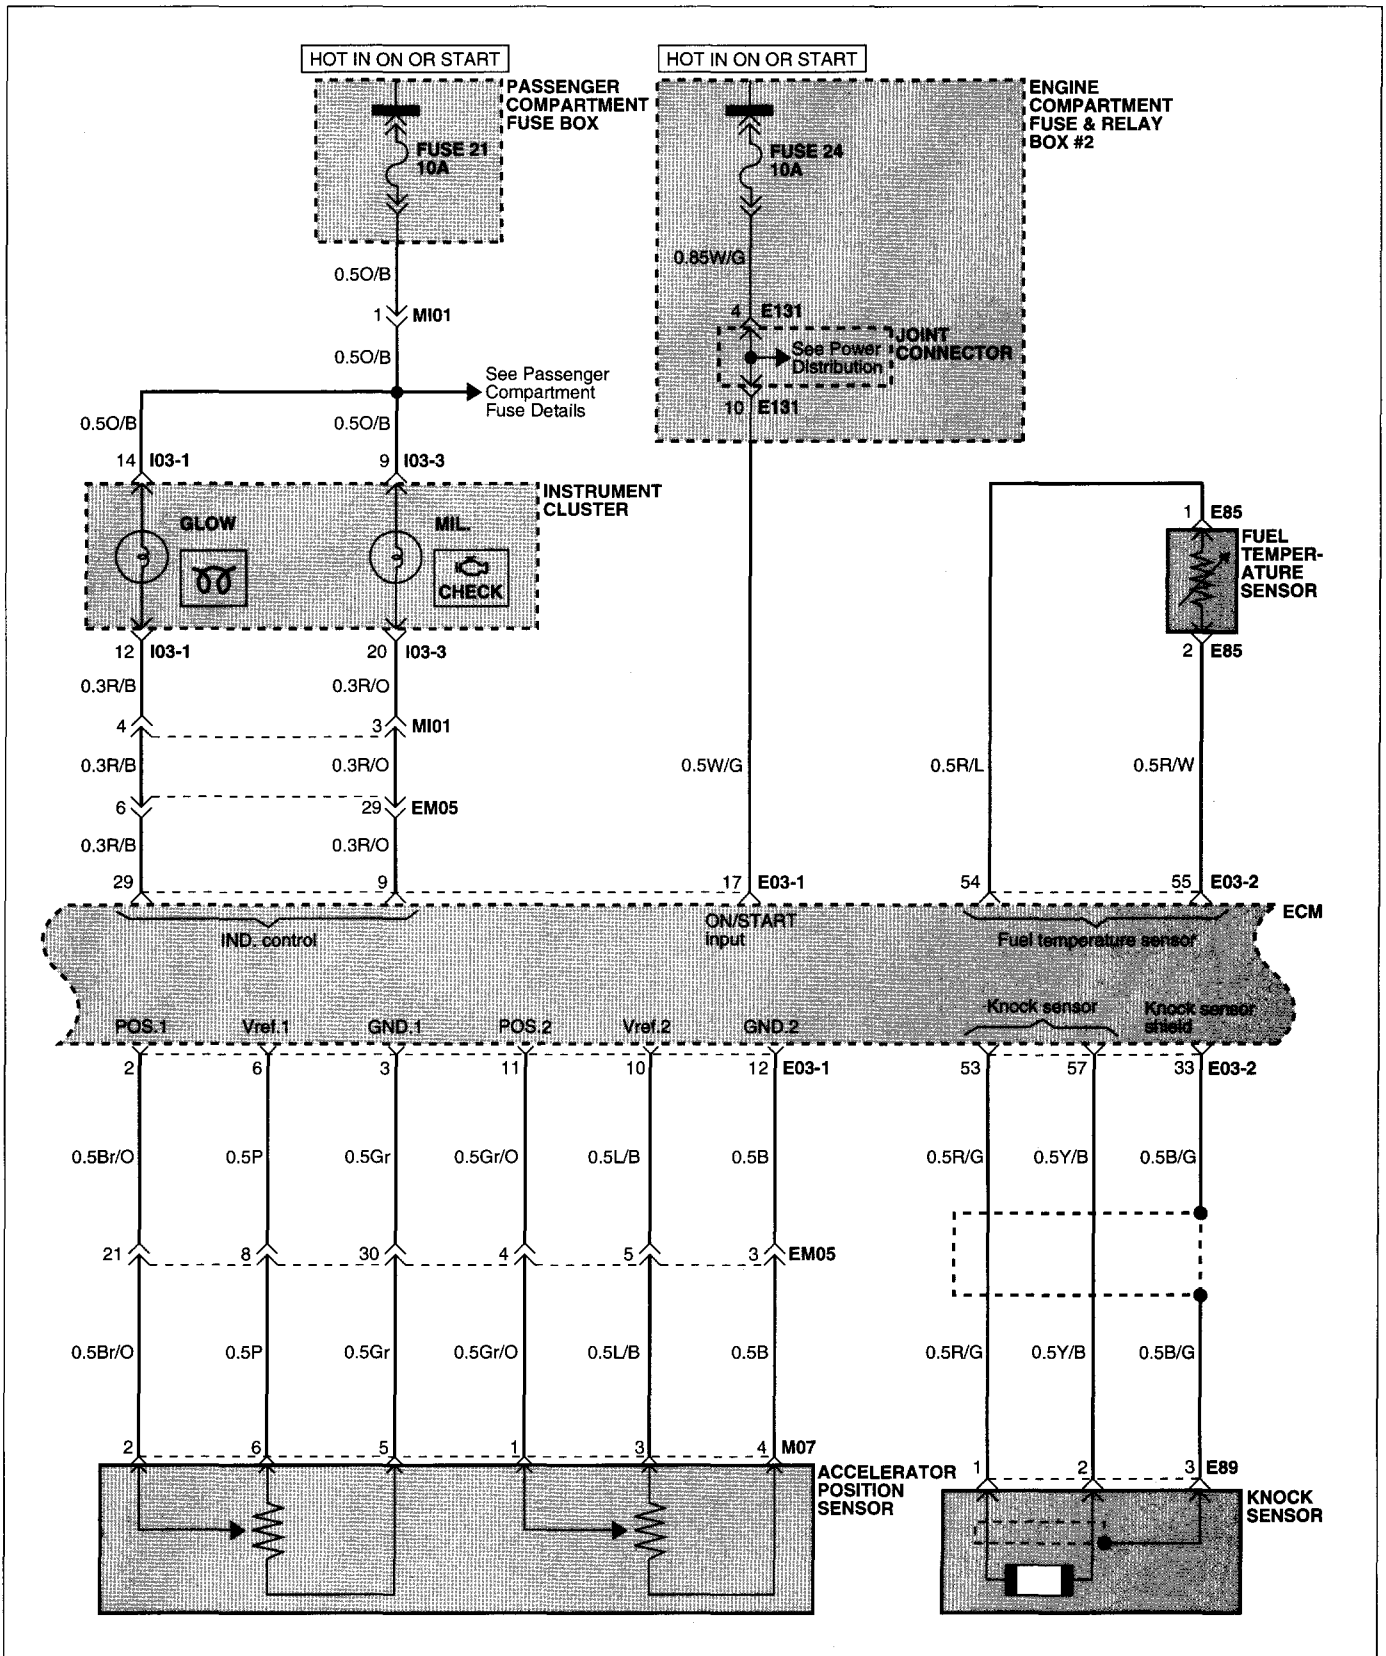 HOT IN ON OR START
HOT IN ON OR START
PASSENGER
COMPARTMENT
FUSE BOX
FUSE 21
10A
ENGINE
COMPARTMENT
FUSE & RELAY
BOX #2
FUSE 24
10A
0.5O/B
0.85W/G
1 MI01
4 E131
JOINT
CONNECTOR
See Power
Distribution
0.5O/B
See Passenger
Compartment
Fuse Details
10 E131
0.5O/B
0.5O/B
14 I03-1
9 I03-3
INSTRUMENT
CLUSTER
GLOW
MIL.
CHECK
1 E85
FUEL
TEMPER-
ATURE
SENSOR
12 I03-1
20 I03-3
2 E85
0.3R/B
0.3R/O
4
3 MI01
0.3R/B
0.3R/O
0.5W/G
0.5R/L
0.5R/W
6
29 EM05
0.3R/B
0.3R/O
29
9
17 E03-1
54
55 E03-2
ECM
IND. control
ON/START
input
Fuel temperature sensor
Knock sensor
Knock sensor
shield
POS.1
Vref.1
GND.1
POS.2
Vref.2
GND.2
2
6
3
11
10
12 E03-1
53
57
33 E03-2
0.5Br/O
0.5P
0.5Gr
0.5Gr/O
0.5L/B
0.5B
0.5R/G
0.5Y/B
0.5B/G
21
8
30
4
5
3 EM05
0.5Br/O
0.5P
0.5Gr
0.5Gr/O
0.5L/B
0.5B
0.5R/G
0.5Y/B
0.5B/G
2
6
5
1
3
4 M07
1
2
3 E89
ACCELERATOR
POSITION
SENSOR
KNOCK
SENSOR